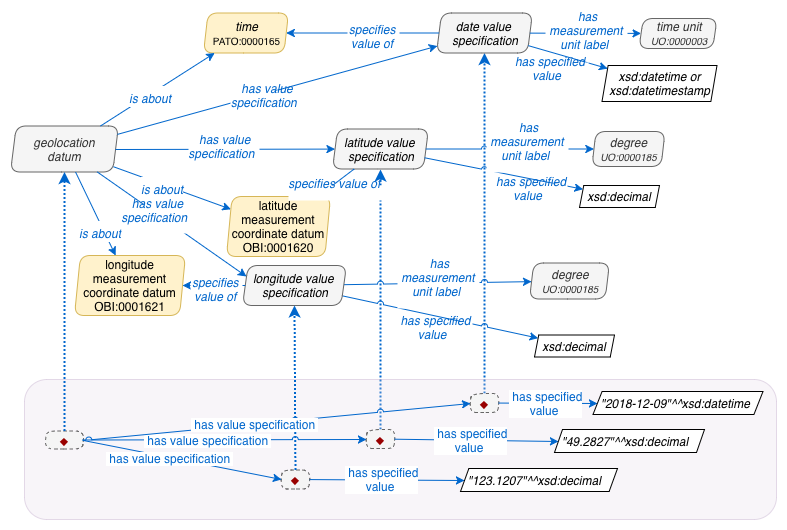 time
PATO:0000165
specifies
value of
date value
specification
has
measurement
unit label
time unit
UO:0000003
has specified
value
xsd:datetime or
xsd:datetimestamp
is about
has value
specification
geolocation
datum
has value
specification
latitude value
specification
has
measurement
unit label
degree
UO:0000185
has specified
value
xsd:decimal
specifies value of
is about
has value
specification
latitude
measurement
coordinate datum
OBI:0001620
is about
longitude
measurement
coordinate datum
OBI:0001621
specifies
value of
longitude value
specification
has
measurement
unit label
degree
UO:0000185
has specified
value
xsd:decimal
has value specification
has specified
value
"2018-12-09"^^xsd:datetime
has value specification
has specified
value
"49.2827"^^xsd:decimal
has value specification
has specified
value
"123.1207"^^xsd:decimal